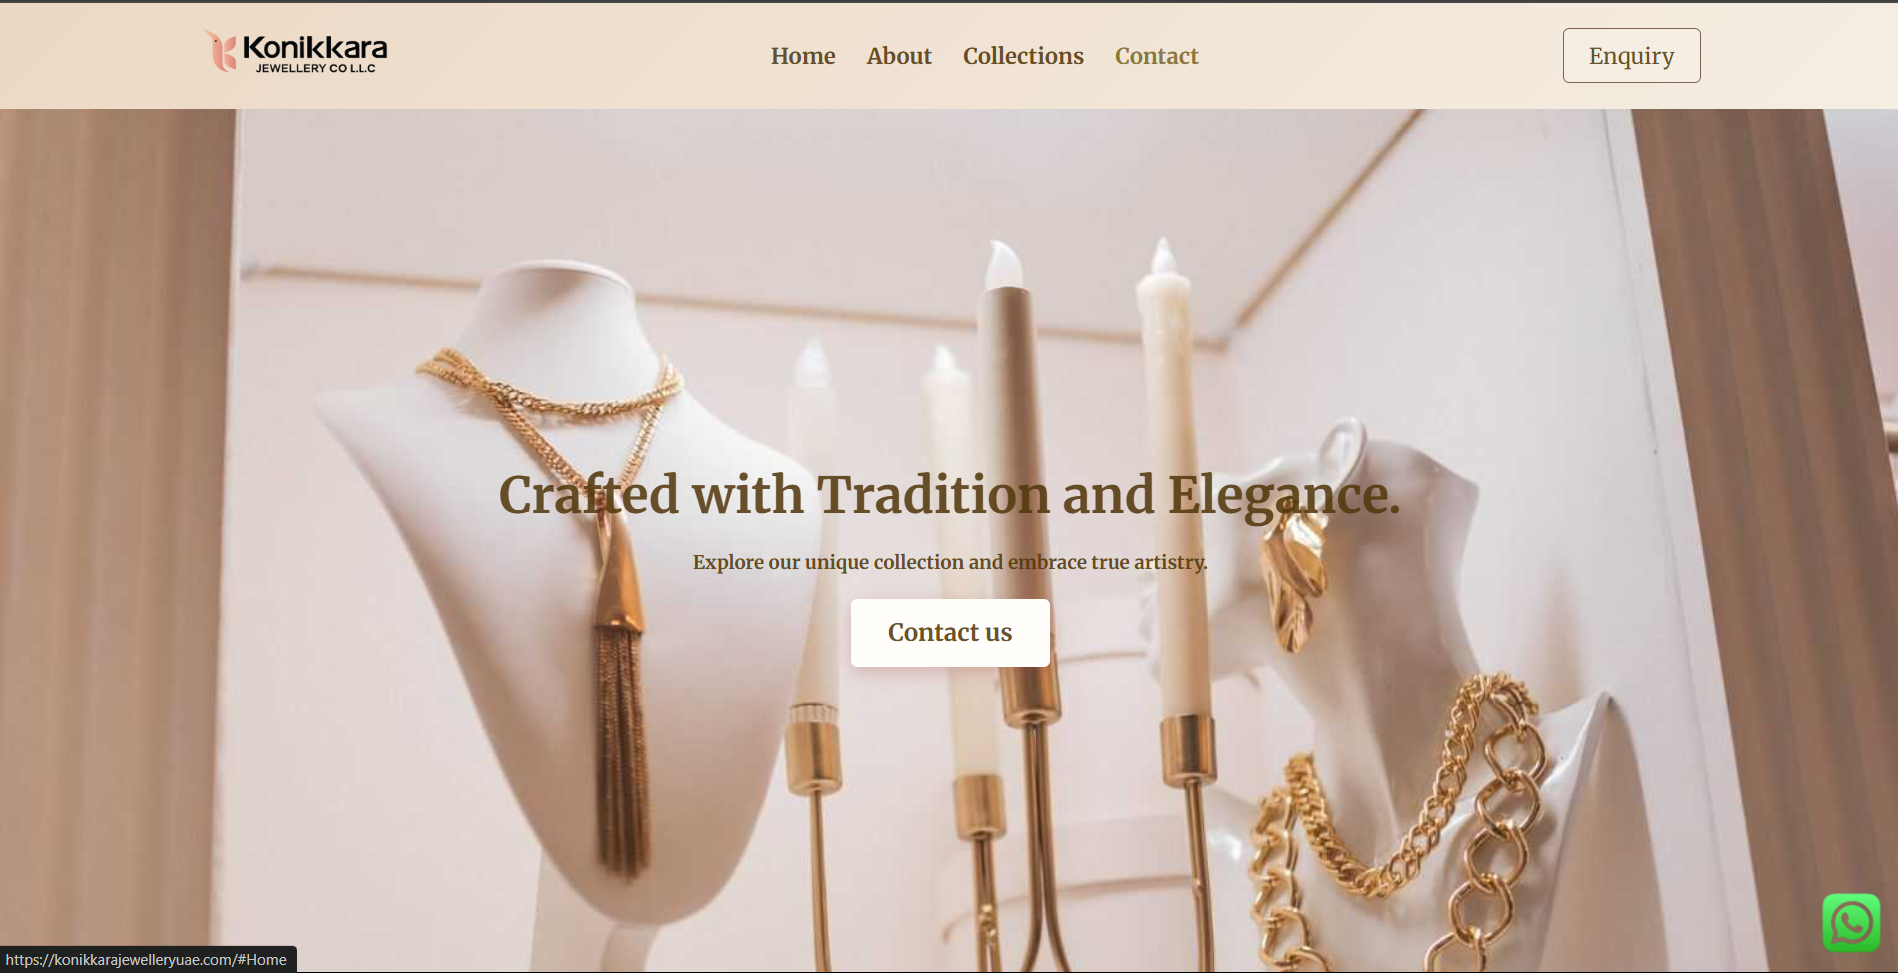 Konikkara
JEWELLERY CO L.L.C
Home About Collections Contact
Enquiry
Crafted with Tradition and Elegance.
Explore our unique collection and embrace true artistry.
Contact us
https://konikkarajewelleryuae.com/#Home